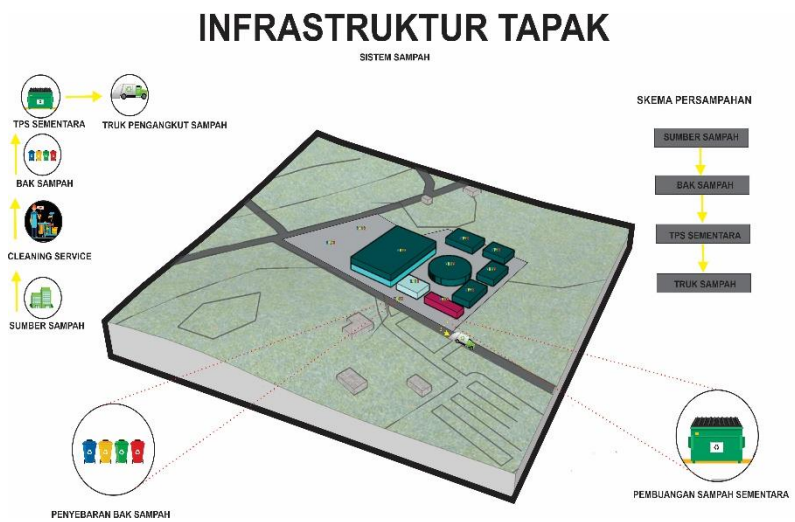 INFRASTRUKTUR TAPAK
SISTEM SAMPAH
TPS SEMENTARA
TRUK PENGANGKUT SAMPAH
BAK SAMPAH
CLEANING SERVICE
SUMBER SAMPAH
SKEMA PERSAMPAHAN
SUMBER SAMPAH
BAK SAMPAH
TPS SEMENTARA
TRUK SAMPAH
PENYEBARAN BAK SAMPAH
PEMBUANGAN SAMPAH SEMENTARA